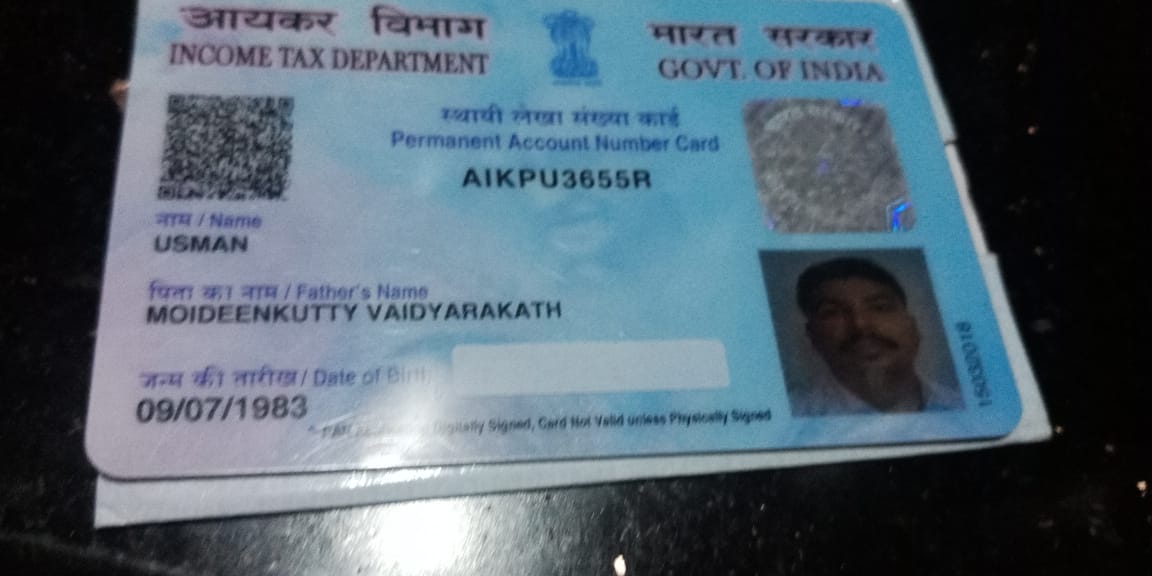 आयकर विभाग
INCOME TAX DEPARTMENT
भारत सरकार
GOVT. OF INDIA
स्थायी लेखा संख्या कार्ड
Permanent Account Number Card
AIKPU3655R
नाम / Name
USMAN
पिता का नाम / Father's Name
MOIDEENKUTTY VAIDYARAKATH
जन्म की तारीख / Date of Birth
09/07/1983
Digitally Signed, Card Not Valid unless Physically Signed
15032018